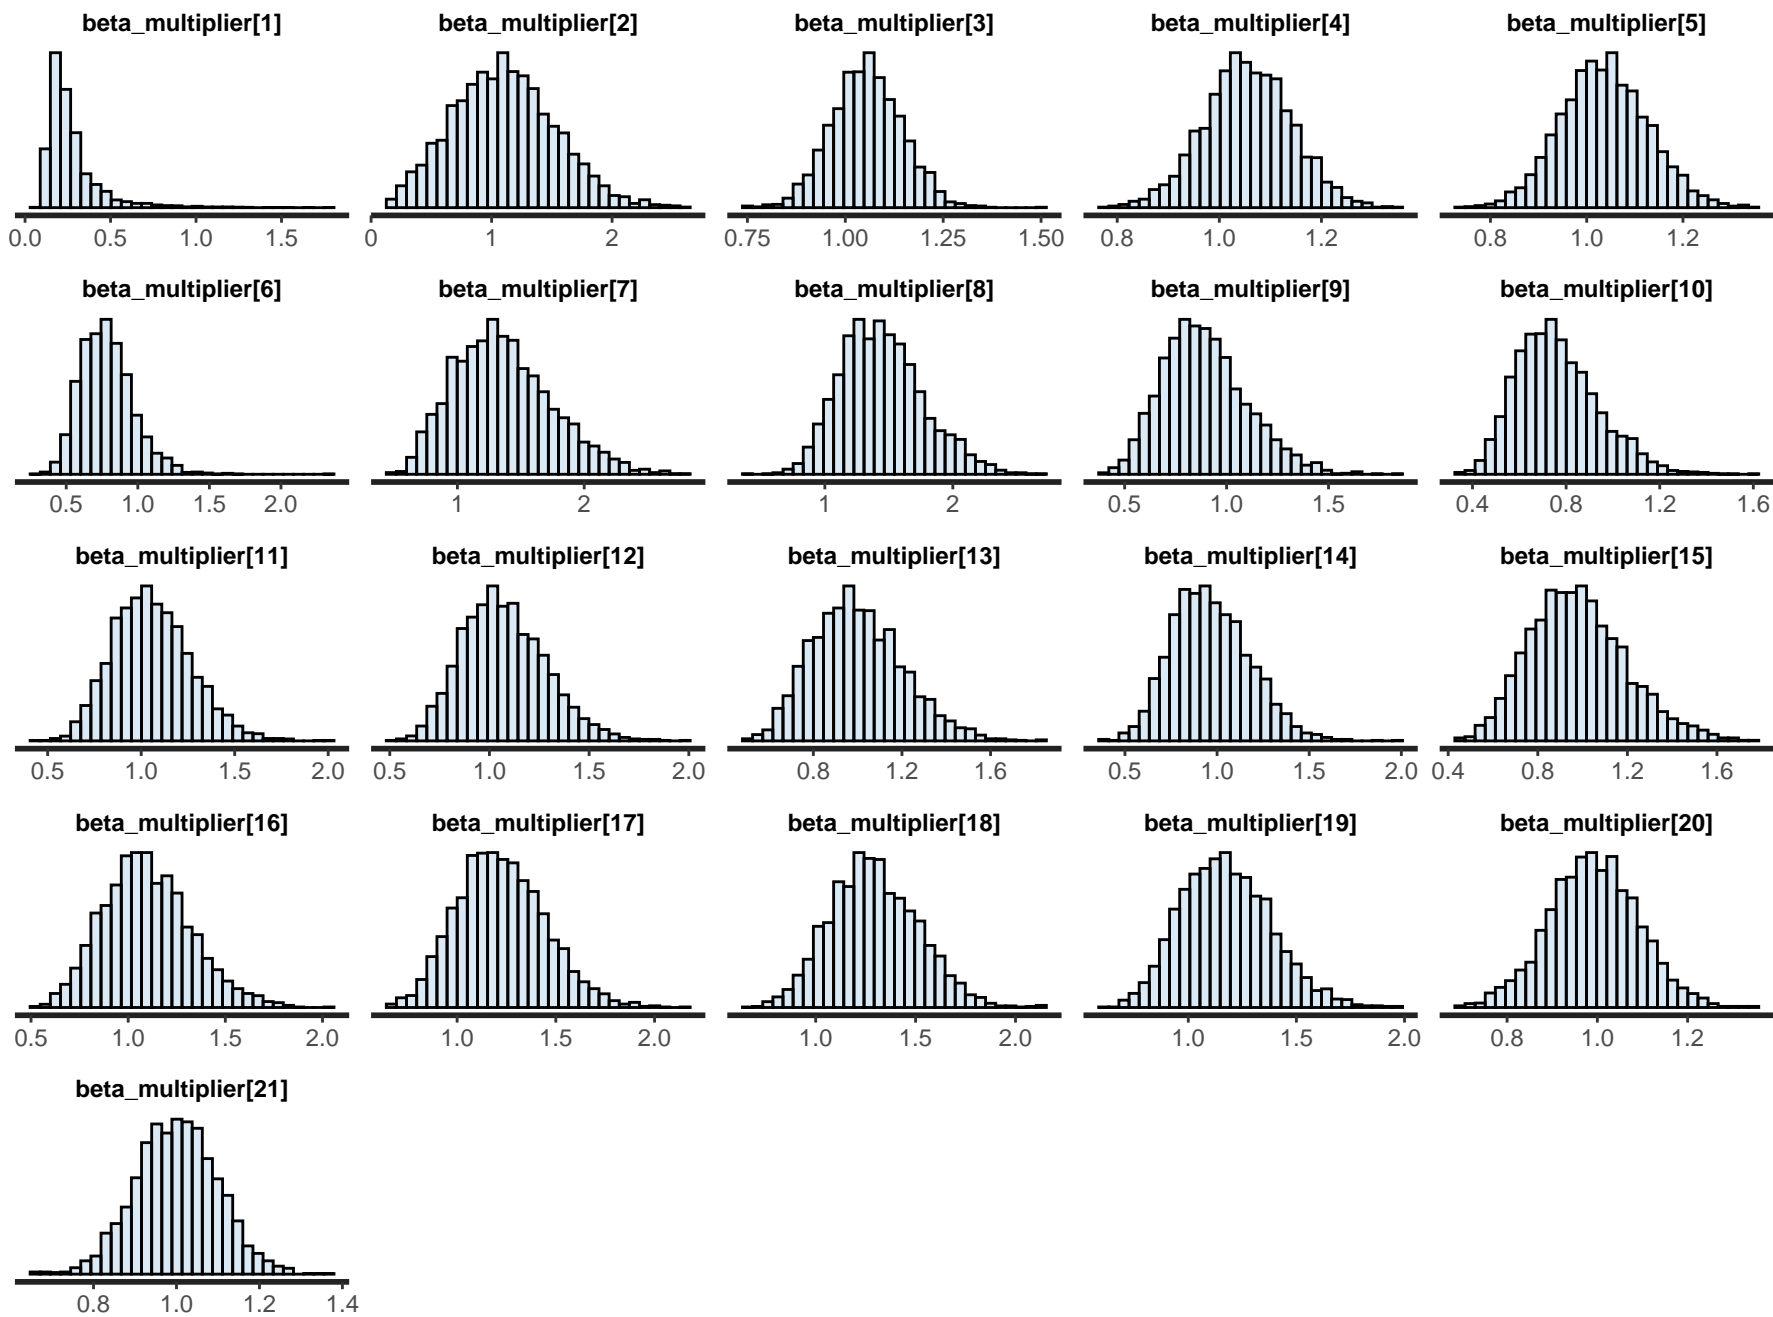 beta_multiplier[1] beta_multiplier[2] beta_multiplier[3] beta_multiplier[4] beta_multiplier[5]
0.0 0.5 1.0 1.5 0 1 2 0.75 1.00 1.25 1.50 0.8 1.0 1.2 0.8 1.0 1.2
beta_multiplier[6] beta_multiplier[7] beta_multiplier[8] beta_multiplier[9] beta_multiplier[10]
0.5 1.0 1.5 2.0 1 2 1 2 0.5 1.0 1.5 0.4 0.8 1.2 1.6
beta_multiplier[11] beta_multiplier[12] beta_multiplier[13] beta_multiplier[14] beta_multiplier[15]
0.5 1.0 1.5 2.0 0.5 1.0 1.5 2.0 0.8 1.2 1.6 0.5 1.0 1.5 2.0 0.4 0.8 1.2 1.6
beta_multiplier[16] beta_multiplier[17] beta_multiplier[18] beta_multiplier[19] beta_multiplier[20]
0.5 1.0 1.5 2.0 1.0 1.5 2.0 1.0 1.5 2.0 1.0 1.5 2.0 0.8 1.0 1.2
beta_multiplier[21]
0.8 1.0 1.2 1.4